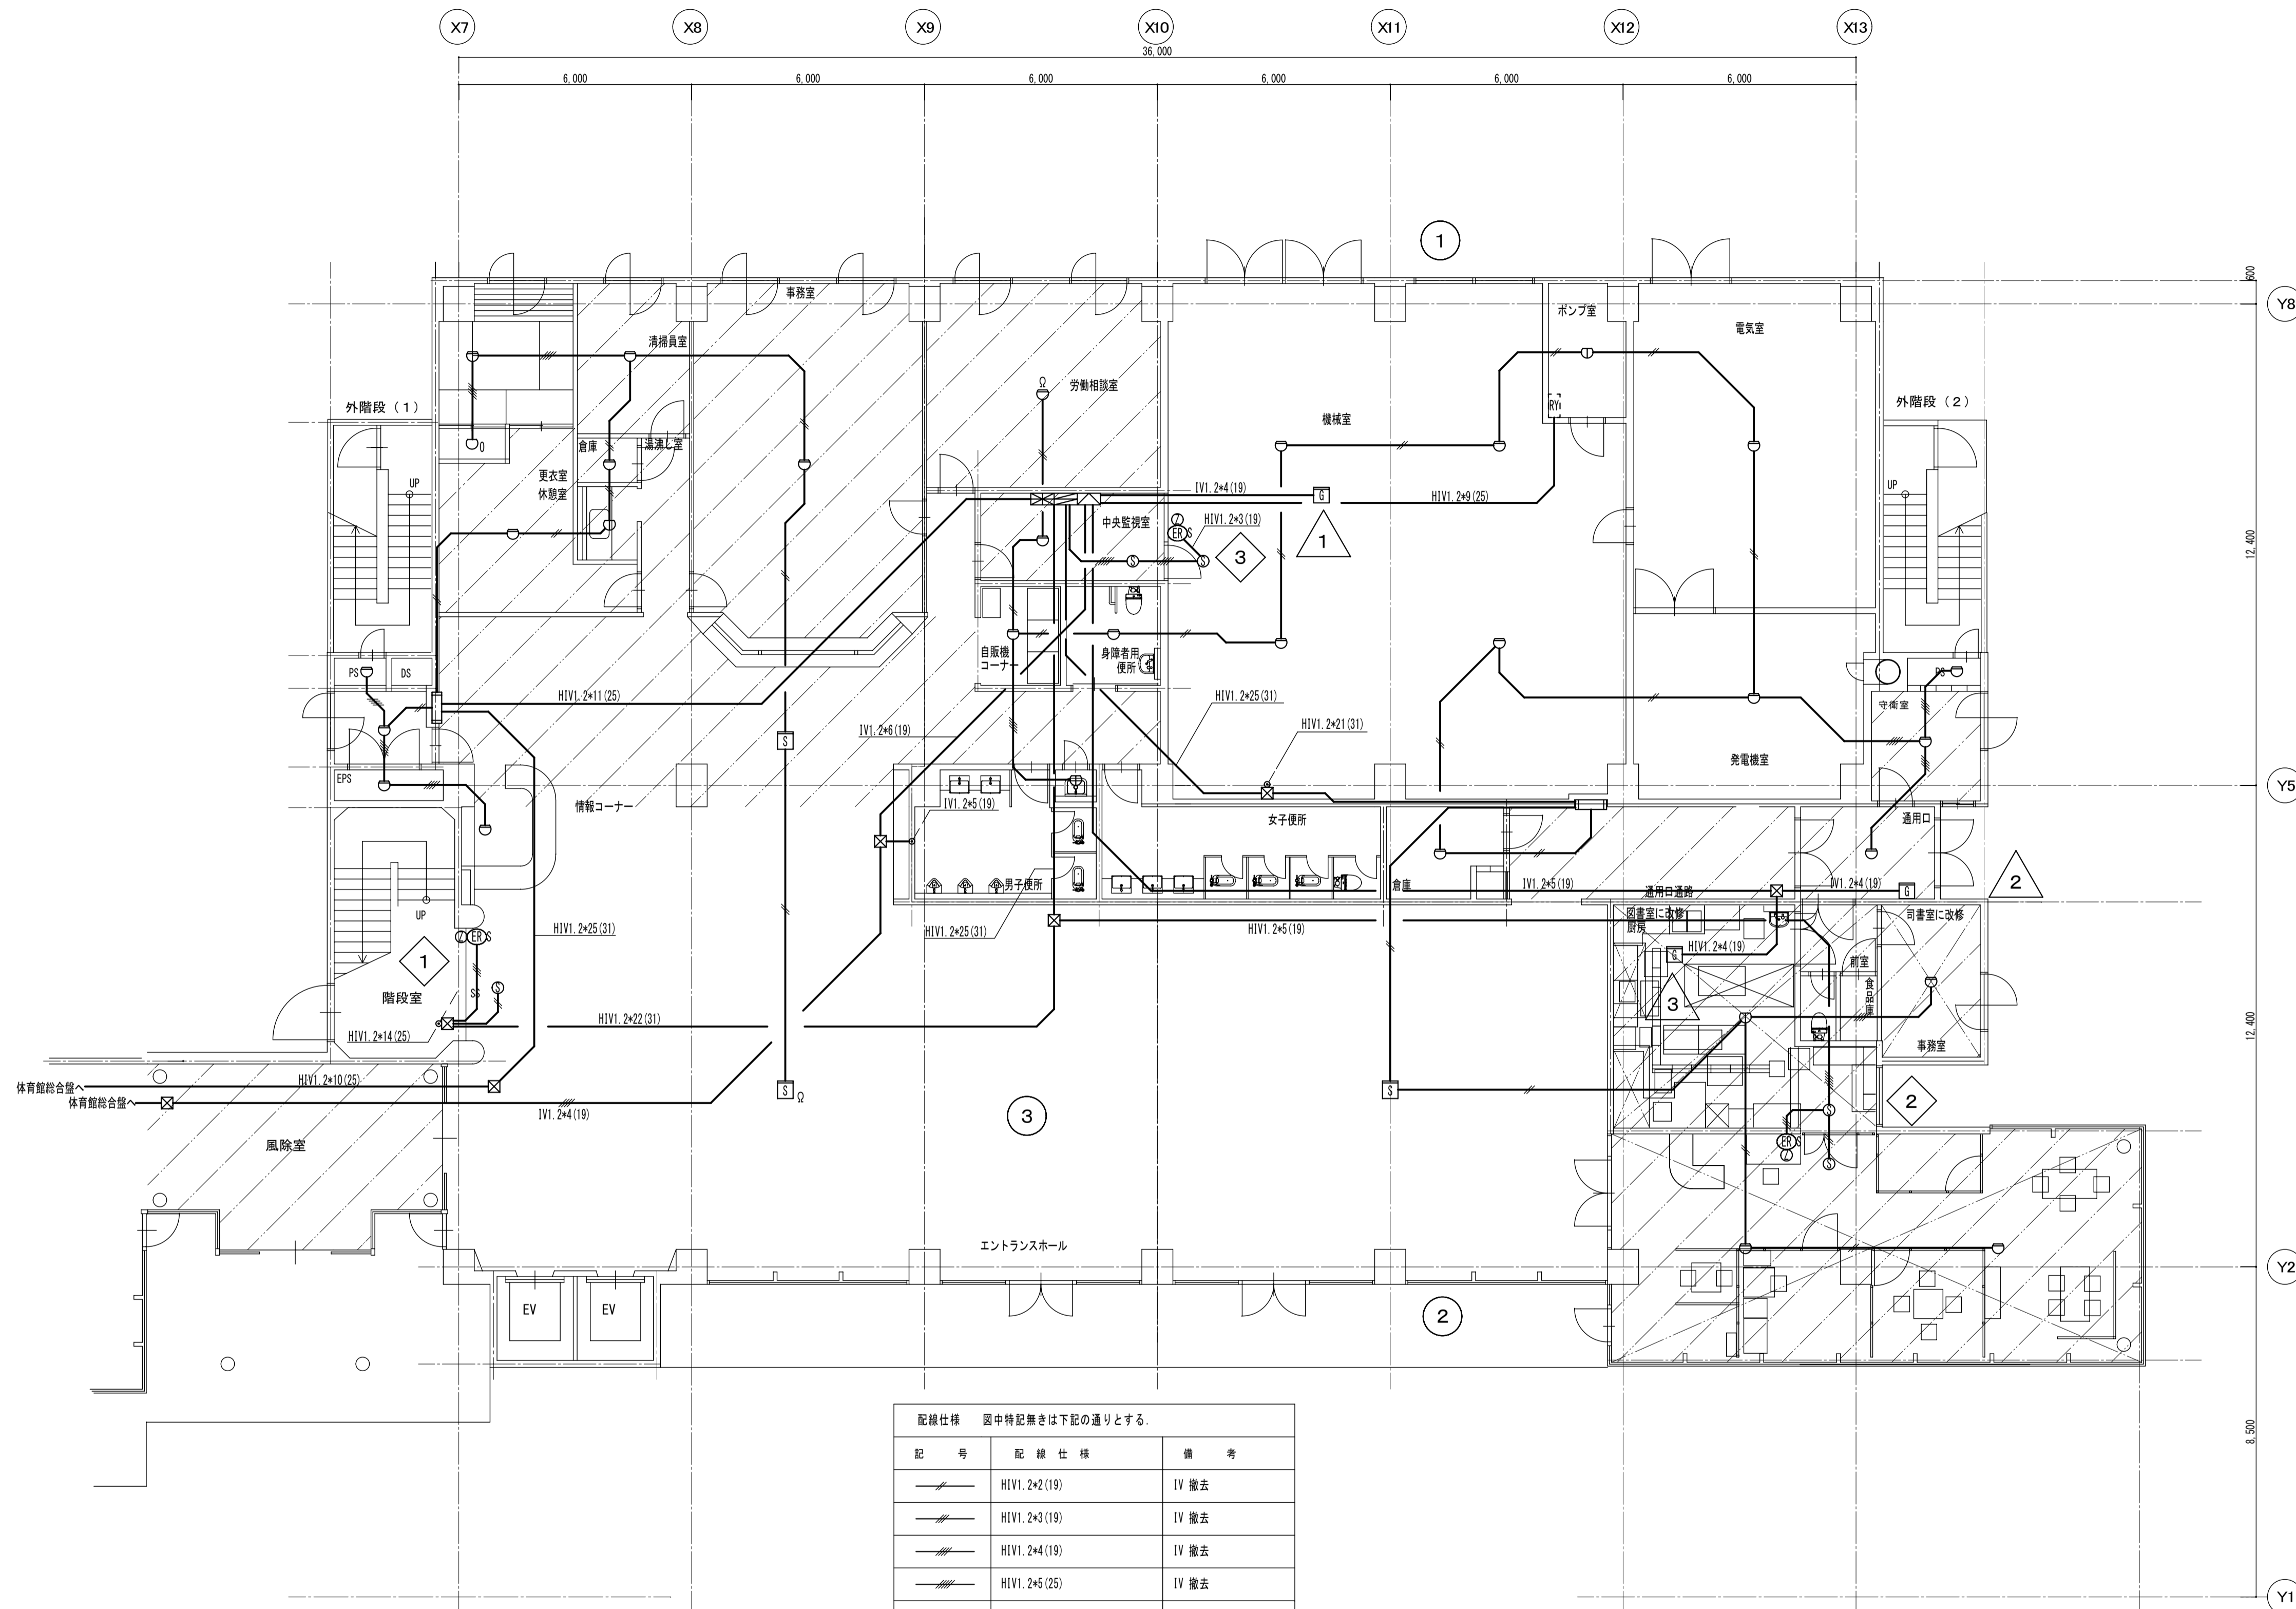 X7
X8
X9
X10
X11
X12
X13
36,000
6,000
6,000
6,000
6,000
6,000
6,000
1
600
Y8
事務室
ポンプ室
電気室
清掃員室
労働相談室
外階段(1)
外階段(2)
機械室
RY
倉庫
湯沸し室
UP
更衣室
休憩室
UP
IV1.2*4(19)
G
HIV1.2*9(25)
中央監視室
ER
S
HIV1.2*3(19)
1
3
S
S
12,400
自販機
コーナー
身障者用
便所
PS
DS
PS
HIV1.2*11(25)
HIV1.2*25(31)
守衛室
IV1.2*6(19)
HIV1.2*21(31)
S
発電機室
EPS
Y5
情報コーナー
IV1.2*5(19)
女子便所
通用口
男子便所
倉庫
IV1.2*5(19)
通用口通路
IV1.2*4(19)
G
2
UP
図書室に改修
厨房
司書室に改修
HIV1.2*25(31)
HIV1.2*25(31)
HIV1.2*5(19)
ER
S
HIV1.2*4(19)
G
1
前室
階段室
SS
S
3
食品庫
HIV1.2*22(31)
12,400
HIV1.2*14(25)
事務室
体育館総合盤へ
HIV1.2*10(25)
S
Ω
S
体育館総合盤へ
IV1.2*4(19)
3
2
S
風除室
ER
S
S
エントランスホール
Y2
EV
EV
2
配線仕様 図中特記無きは下記の通りとする.
記 号
配 線 仕 様
備 考
HIV1.2*2(19)
IV 撤去
HIV1.2*3(19)
IV 撤去
HIV1.2*4(19)
IV 撤去
HIV1.2*5(25)
IV 撤去
8,500
Y1